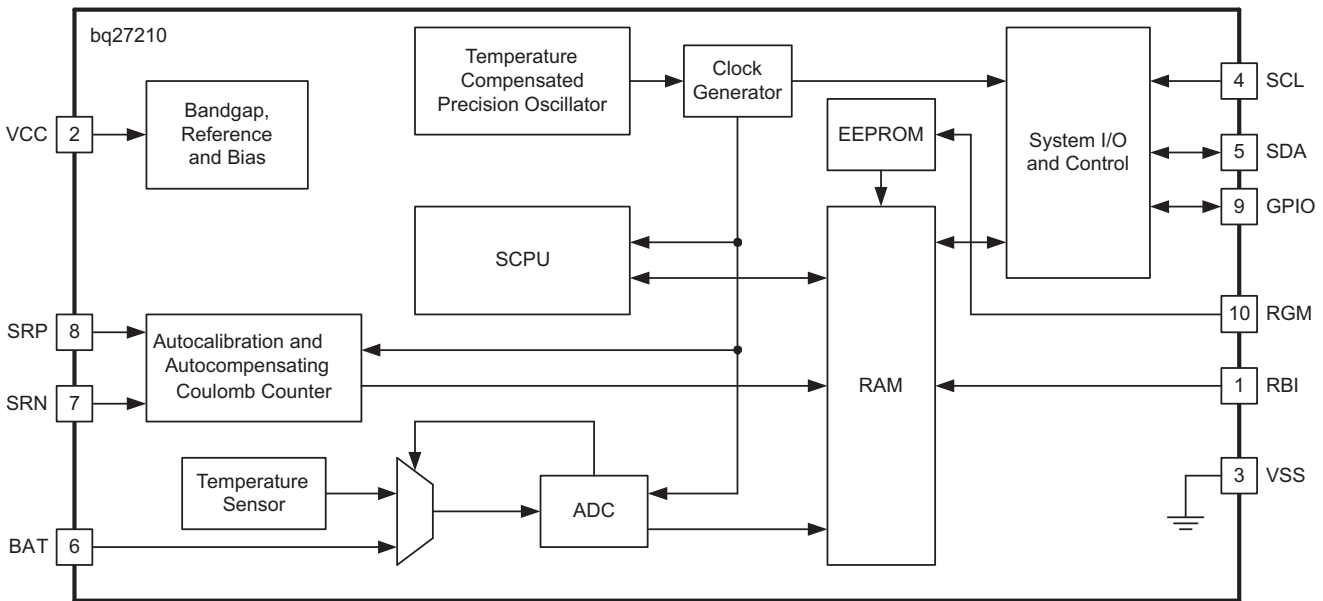 bq27210
Temperature
Compensated
Precision Oscillator
Clock
Generator
Bandgap,
Reference
and Bias
VCC 2
EEPROM
System I/O
and Control
4 SCL
5 SDA
9 GPIO
SCPU
SRP 8
SRN 7
Autocalibration and
Autocompensating
Coulomb Counter
RAM
10 RGM
1 RBI
3 VSS
Temperature
Sensor
ADC
BAT 6